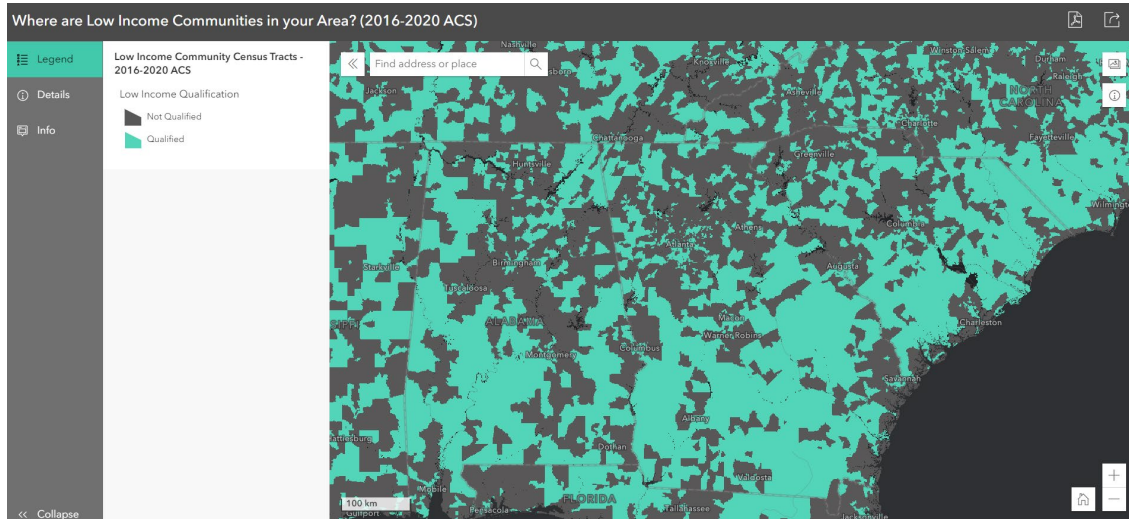 Where are Low Income Communities in your Area? (2016-2020 ACS)
Legend
Details
Info
Collapse
Low Income Community Census Tracts -
2016-2020 ACS
Low Income Qualification
Not Qualified
Qualified
Find address or place
Nashville
Knoxville
Winston-Salem
Durham
Raleigh
Jackson
Asheville
NORTH
CAROLINA
Charlotte
Chattanooga
Fayetteville
Huntsville
Greenville
Columbia
Athens
Atlanta
Birmingham
Starkville
Augusta
Tuscaloosa
ALABAMA
Macon
Charleston
Warner Robins
Columbus
Montgomery
Savannah
Albany
Dothan
Valdosta
Mobile
100 km
FLORIDA
Gulfport
Pensacola
Tallahassee
Jacksonville